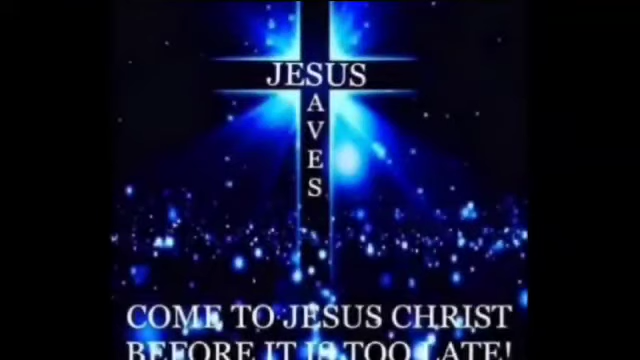 JESUS
SAVES
COME TO JESUS CHRIST
BEFORE IT IS TOO LATE!